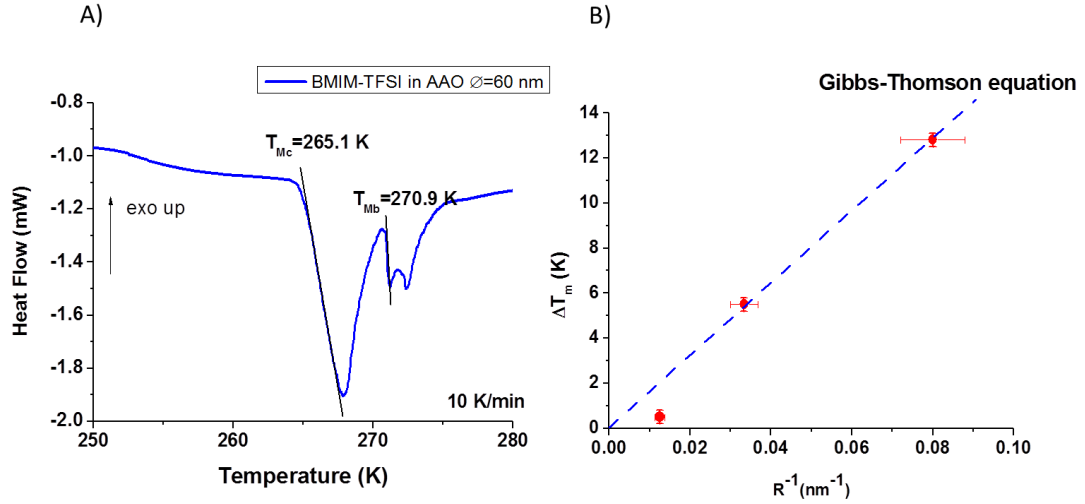 A)
BMIM-TFSI in AAO ∅=60 nm
-0.8
-1.0
-1.2
-1.4
-1.6
-1.8
-2.0
Heat Flow (mW)
T_Mc=265.1 K
T_Mb=270.9 K
exo up
10 K/min
250
260
270
280
Temperature (K)
B)
Gibbs-Thomson equation
14
12
10
8
6
4
2
0
ΔT_m (K)
0.00
0.02
0.04
0.06
0.08
0.10
R⁻¹(nm⁻¹)